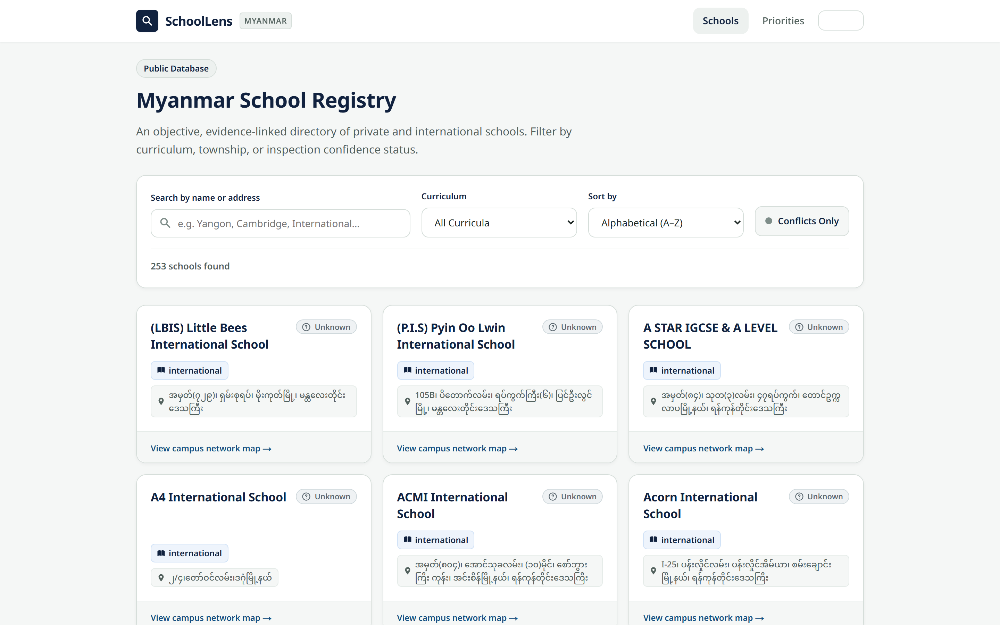 SchoolLens MYANMAR
Schools Priorities
Public Database
Myanmar School Registry
An objective, evidence-linked directory of private and international schools. Filter by
curriculum, township, or inspection confidence status.
Search by name or address
e.g. Yangon, Cambridge, International...
Curriculum
All Curricula
Sort by
Alphabetical (A–Z)
Conflicts Only
253 schools found
(LBIS) Little Bees
International School
Unknown
international
အမှတ်(၇၂၉)၊ ရှမ်းစုရပ်၊ မိုးကုတ်မြို့၊ မန္တလေးတိုင်း
ဒေသကြီး
View campus network map →
(P.I.S) Pyin Oo Lwin
International School
Unknown
international
105B၊ ပိတောက်လမ်း၊ ရပ်ကွက်ကြီး(၆)၊ ပြင်ဦးလွင်
မြို့၊ မန္တလေးတိုင်းဒေသကြီး
View campus network map →
A STAR IGCSE & A LEVEL
SCHOOL
Unknown
international
အမှတ်(၈၄)၊ သုတ(၃)လမ်း၊ ၄၇ရပ်ကွက်၊ တောင်ဥက္က
လာပမြို့နယ်၊ ရန်ကုန်တိုင်းဒေသကြီး
View campus network map →
A4 International School
Unknown
international
၂/၄၊တော်ဝင်လမ်း၊ဒဂုံမြို့နယ်
View campus network map →
ACMI International
School
Unknown
international
အမှတ်(၈၀၄)၊ အောင်သုခလမ်း၊ (၁၀)မိုင်၊ စော်ဘွား
ကြီး ကုန်း၊ အင်းစိန်မြို့နယ်၊ ရန်ကုန်တိုင်းဒေသကြီး
View campus network map →
Acorn International
School
Unknown
international
I-25၊ ပန်းလှိုင်လမ်း၊ ပန်းလှိုင်အိမ်ယာ၊ စမ်းချောင်း
မြို့နယ်၊ ရန်ကုန်တိုင်းဒေသကြီး
View campus network map →